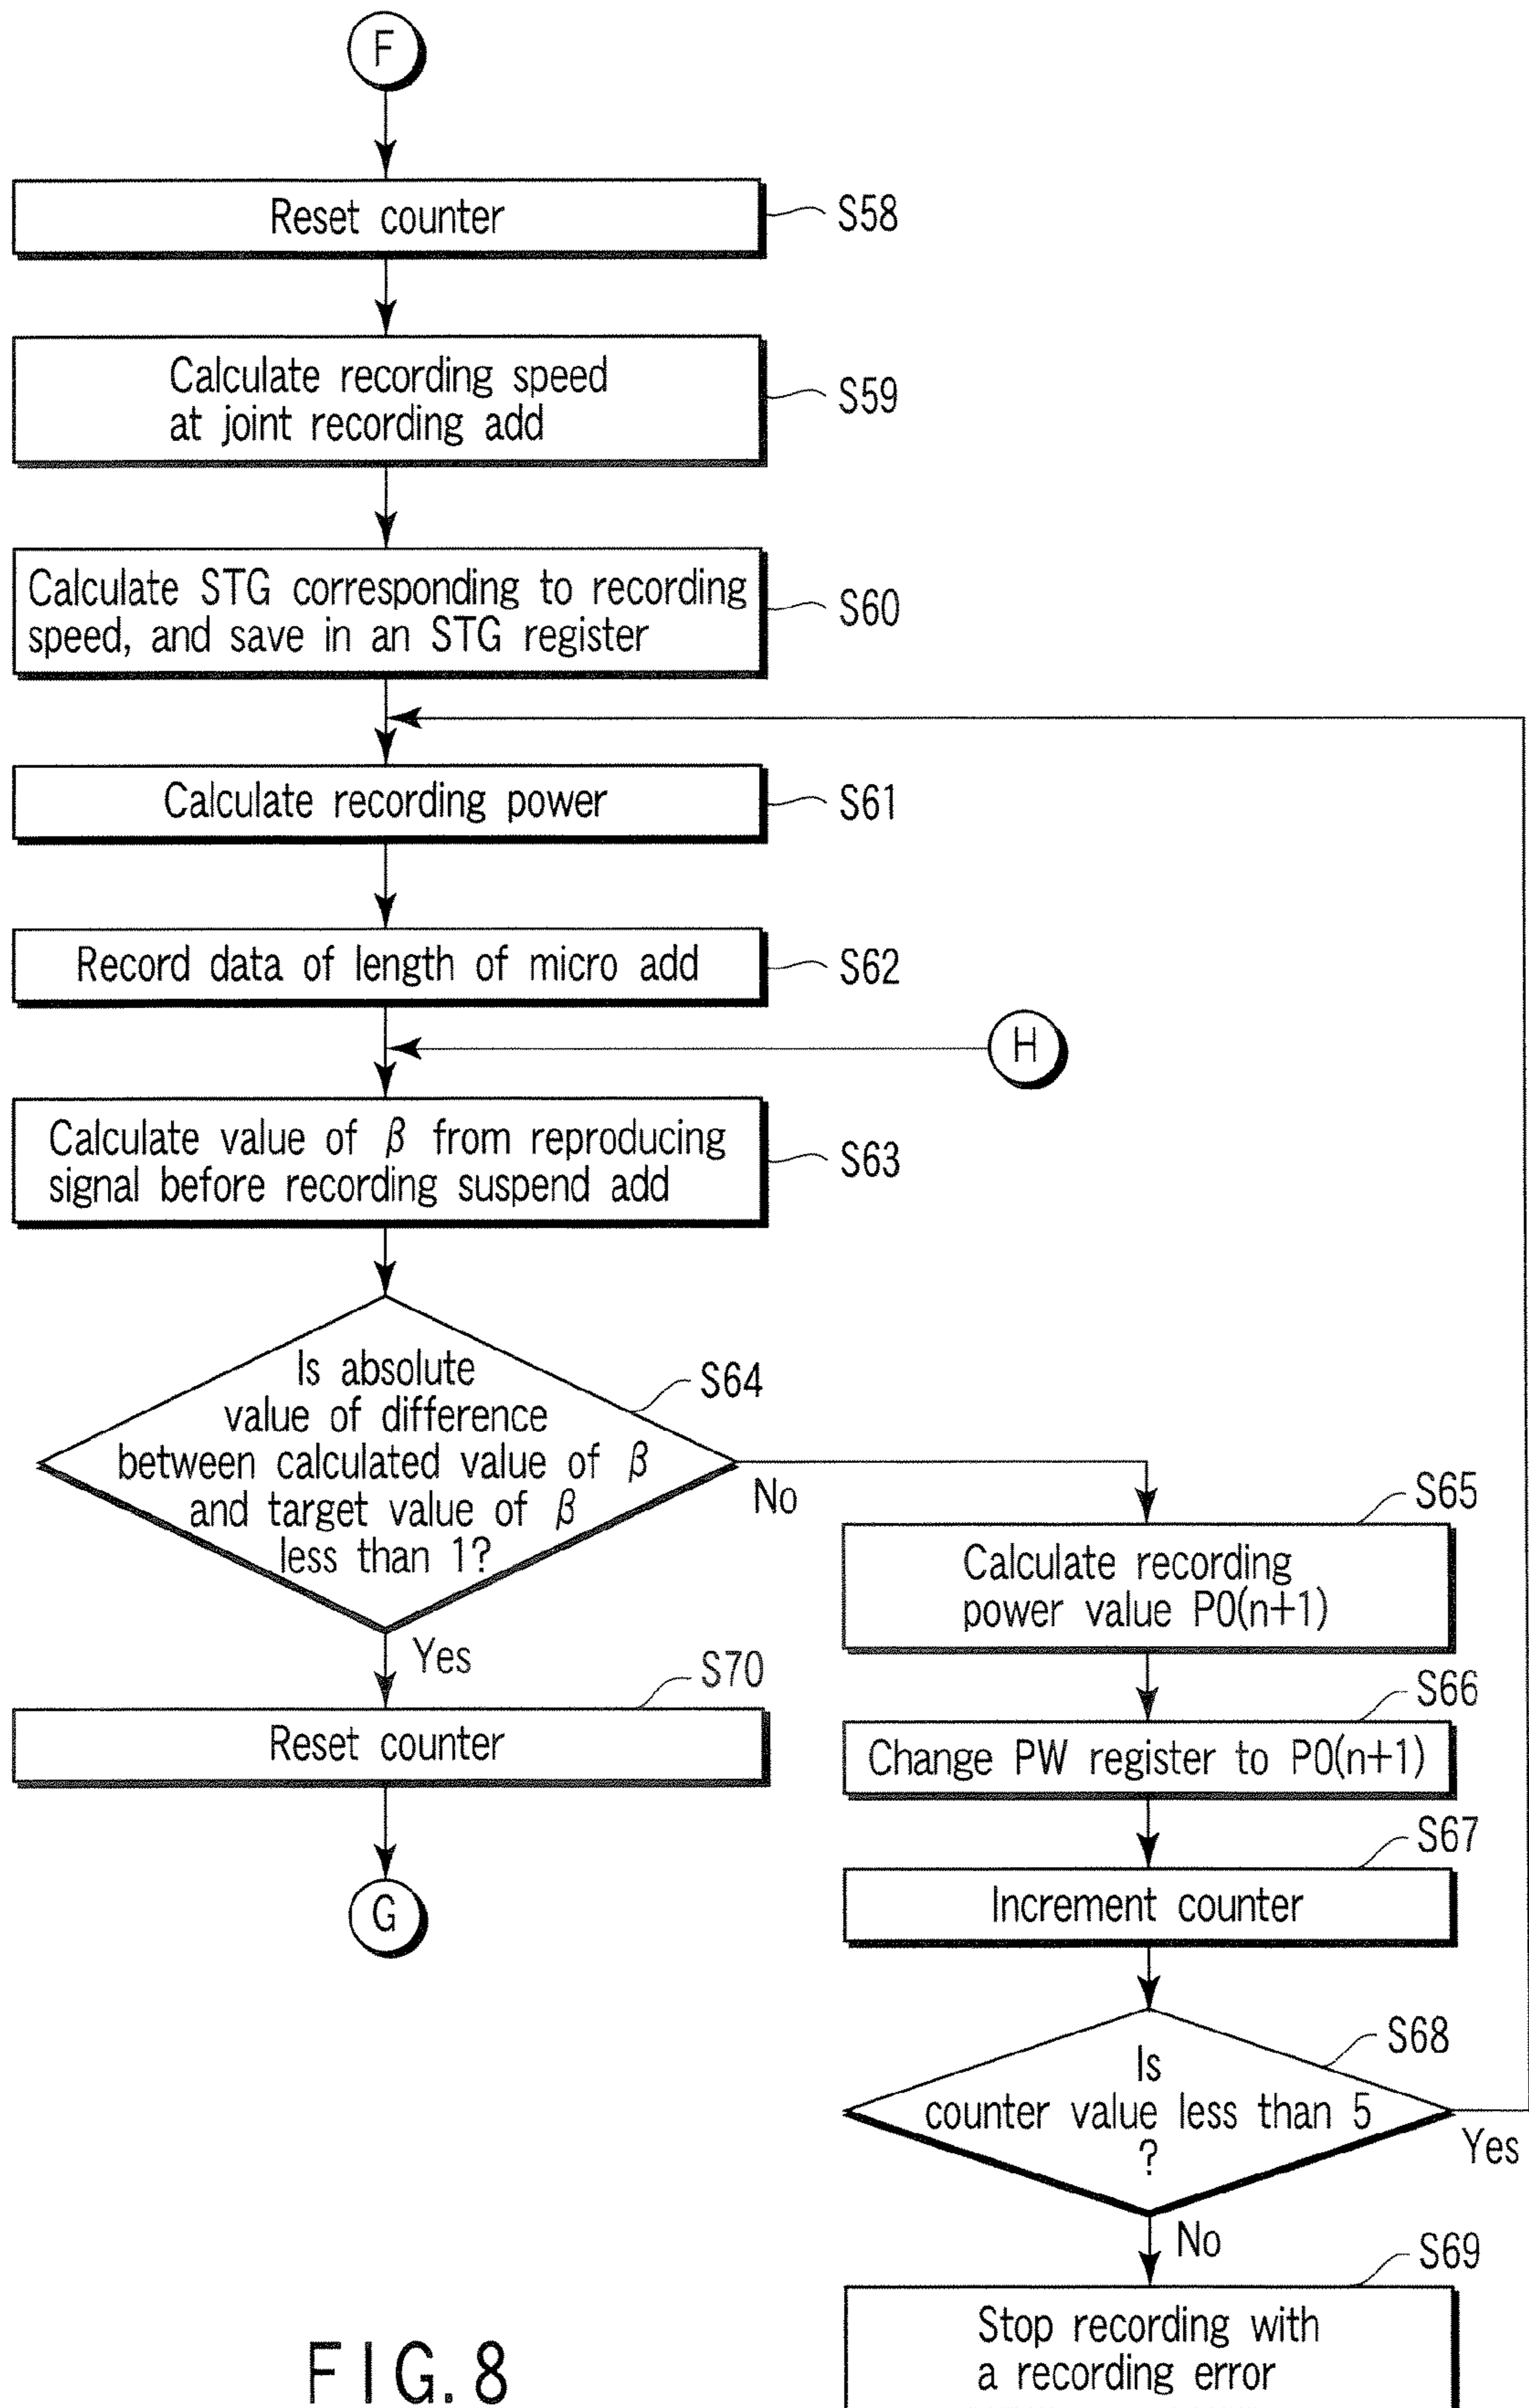 F
Reset counter
S58
Calculate recording speed
at joint recording add
S59
Calculate STG corresponding to recording
speed, and save in an STG register
S60
Calculate recording power
S61
Record data of length of micro add
S62
H
Calculate value of β from reproducing
signal before recording suspend add
S63
Is absolute
value of difference
between calculated value of β
and target value of β
less than 1?
S64
No
Yes
S65
Calculate recording
power value P0(n+1)
S66
Change PW register to P0(n+1)
S67
Increment counter
S68
Is
counter value less than 5
?
Yes
No
S69
Stop recording with
a recording error
S70
Reset counter
G
FIG. 8